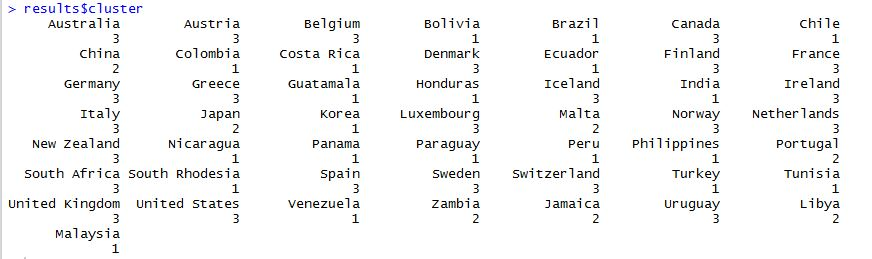 > results$cluster
Australia Austria Belgium Bolivia Brazil Canada Chile
3 3 3 1 1 3 1
China Colombia Costa Rica Denmark Ecuador Finland France
2 1 1 3 1 3 3
Germany Greece Guatamala Honduras Iceland India Ireland
3 3 1 1 3 1 3
Italy Japan Korea Luxembourg Malta Norway Netherlands
3 2 1 3 2 3 3
New Zealand Nicaragua Panama Paraguay Peru Philippines Portugal
3 1 1 1 1 1 2
South Africa South Rhodesia Spain Sweden Switzerland Turkey Tunisia
3 1 3 3 3 1 1
United Kingdom United States Venezuela Zambia Jamaica Uruguay Libya
3 3 1 2 2 3 2
Malaysia
1